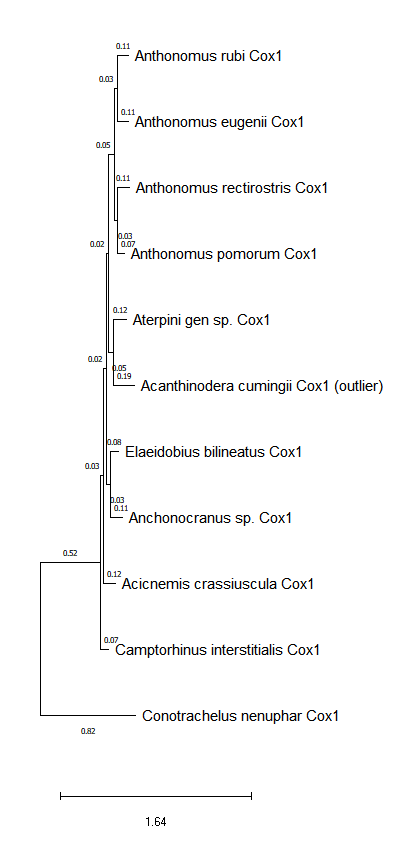 0.11
Anthonomus rubi Cox1
0.03
0.11
Anthonomus eugenii Cox1
0.05
0.11
Anthonomus rectirostris Cox1
0.03
0.02
0.07
Anthonomus pomorum Cox1
0.12
Aterpini gen sp. Cox1
0.02
0.05
0.19
Acanthinodera cumingii Cox1 (outlier)
0.08
Elaeidobius bilineatus Cox1
0.03
0.03
0.11
Anchonocranus sp. Cox1
0.52
0.12
Acicnemis crassiuscula Cox1
0.07
Camptorhinus interstitialis Cox1
Conotrachelus nenuphar Cox1
0.82
1.64